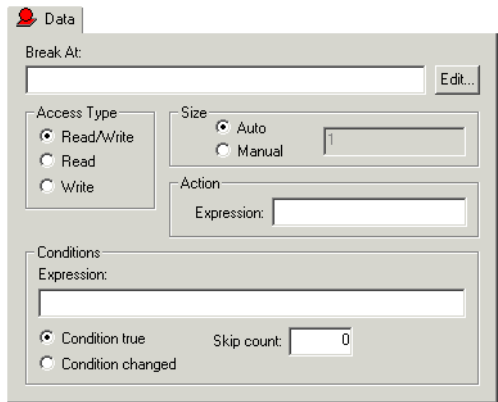 Data
Break At:
Edit...
Access Type
Read/Write
Read
Write
Size
Auto
Manual
1
Action
Expression:
Conditions
Expression:
Condition true
Skip count: 0
Condition changed